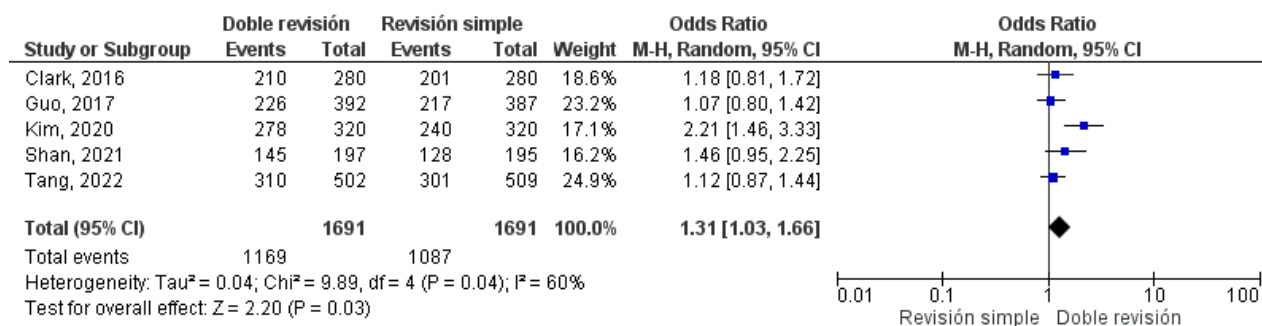 Doble revisión Revisión simple Odds Ratio Odds Ratio
Study or Subgroup Events Total Events Total Weight M-H, Random, 95% CI M-H, Random, 95% CI
Clark, 2016 210 280 201 280 18.6% 1.18 [0.81, 1.72]
Guo, 2017 226 392 217 387 23.2% 1.07 [0.80, 1.42]
Kim, 2020 278 320 240 320 17.1% 2.21 [1.46, 3.33]
Shan, 2021 145 197 128 195 16.2% 1.46 [0.95, 2.25]
Tang, 2022 310 502 301 509 24.9% 1.12 [0.87, 1.44]
Total (95% CI) 1691 1691 100.0% 1.31 [1.03, 1.66]
Total events 1169 1087
Heterogeneity: Tau² = 0.04; Chi² = 9.89, df = 4 (P = 0.04); I² = 60%
Test for overall effect: Z = 2.20 (P = 0.03)
0.01 0.1 1 10 100
Revisión simple Doble revisión